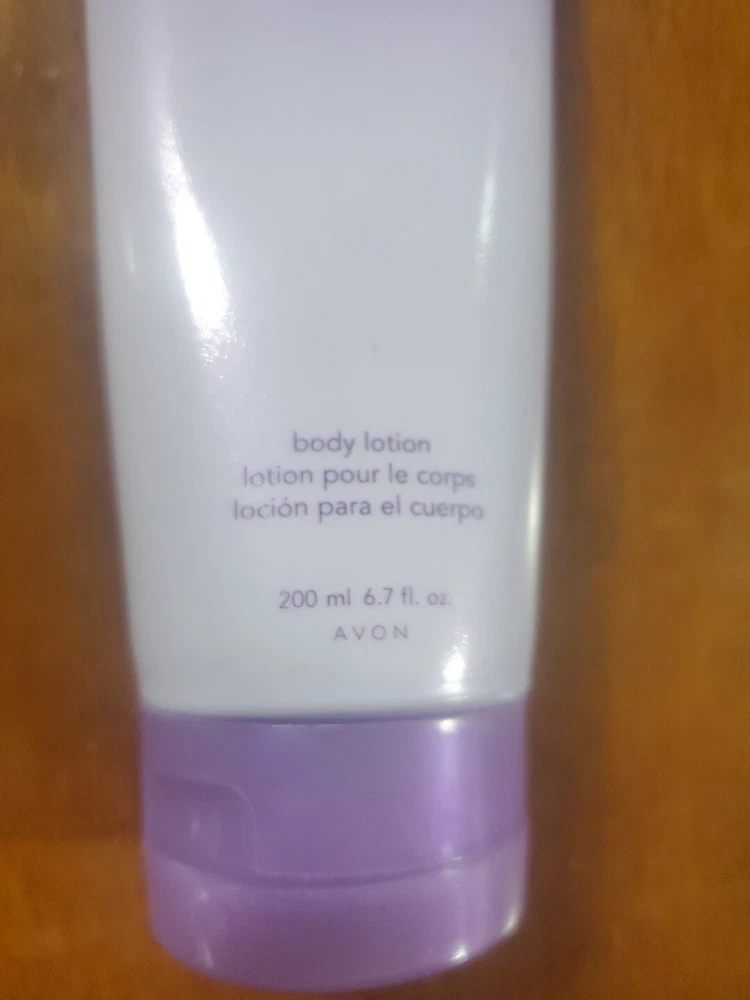 body lotion
lotion pour le corps
loción para el cuerpo
200 ml 6.7 fl. oz.
AVON